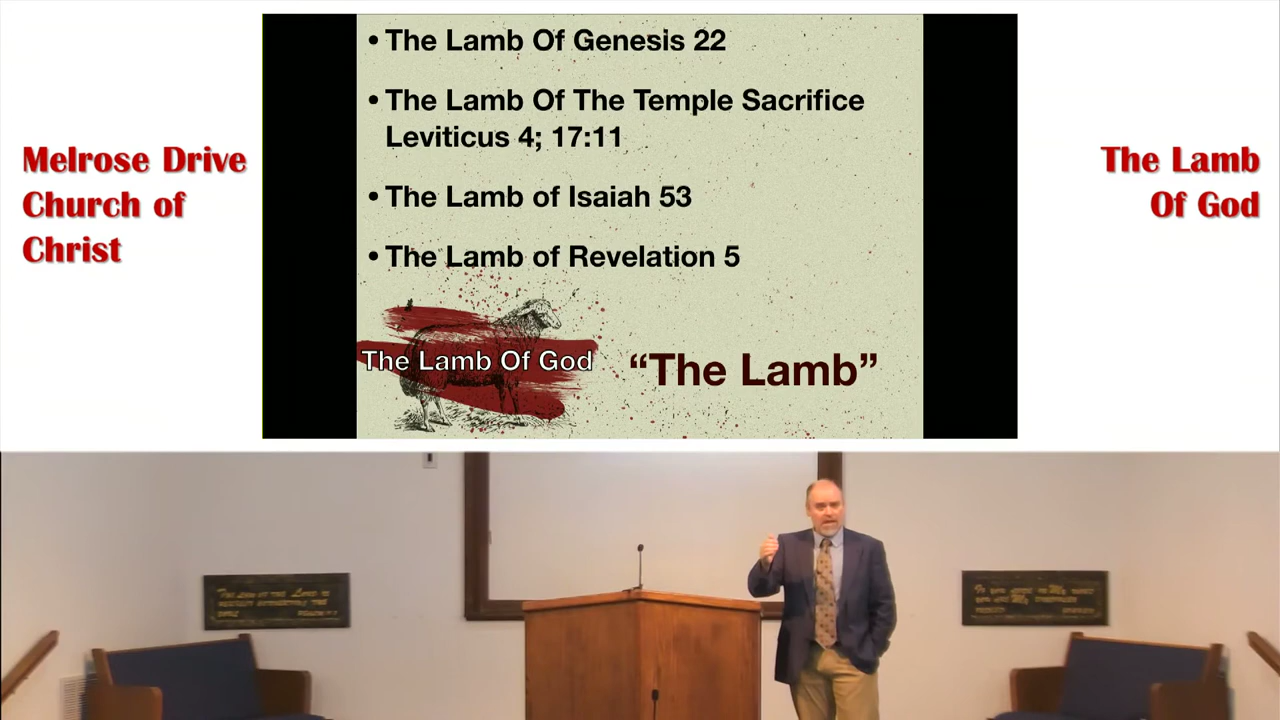 • The Lamb Of Genesis 22
• The Lamb Of The Temple Sacrifice
Leviticus 4; 17:11
• The Lamb of Isaiah 53
• The Lamb of Revelation 5
The Lamb Of God
“The Lamb”
Melrose Drive
Church of
Christ
The Lamb
Of God